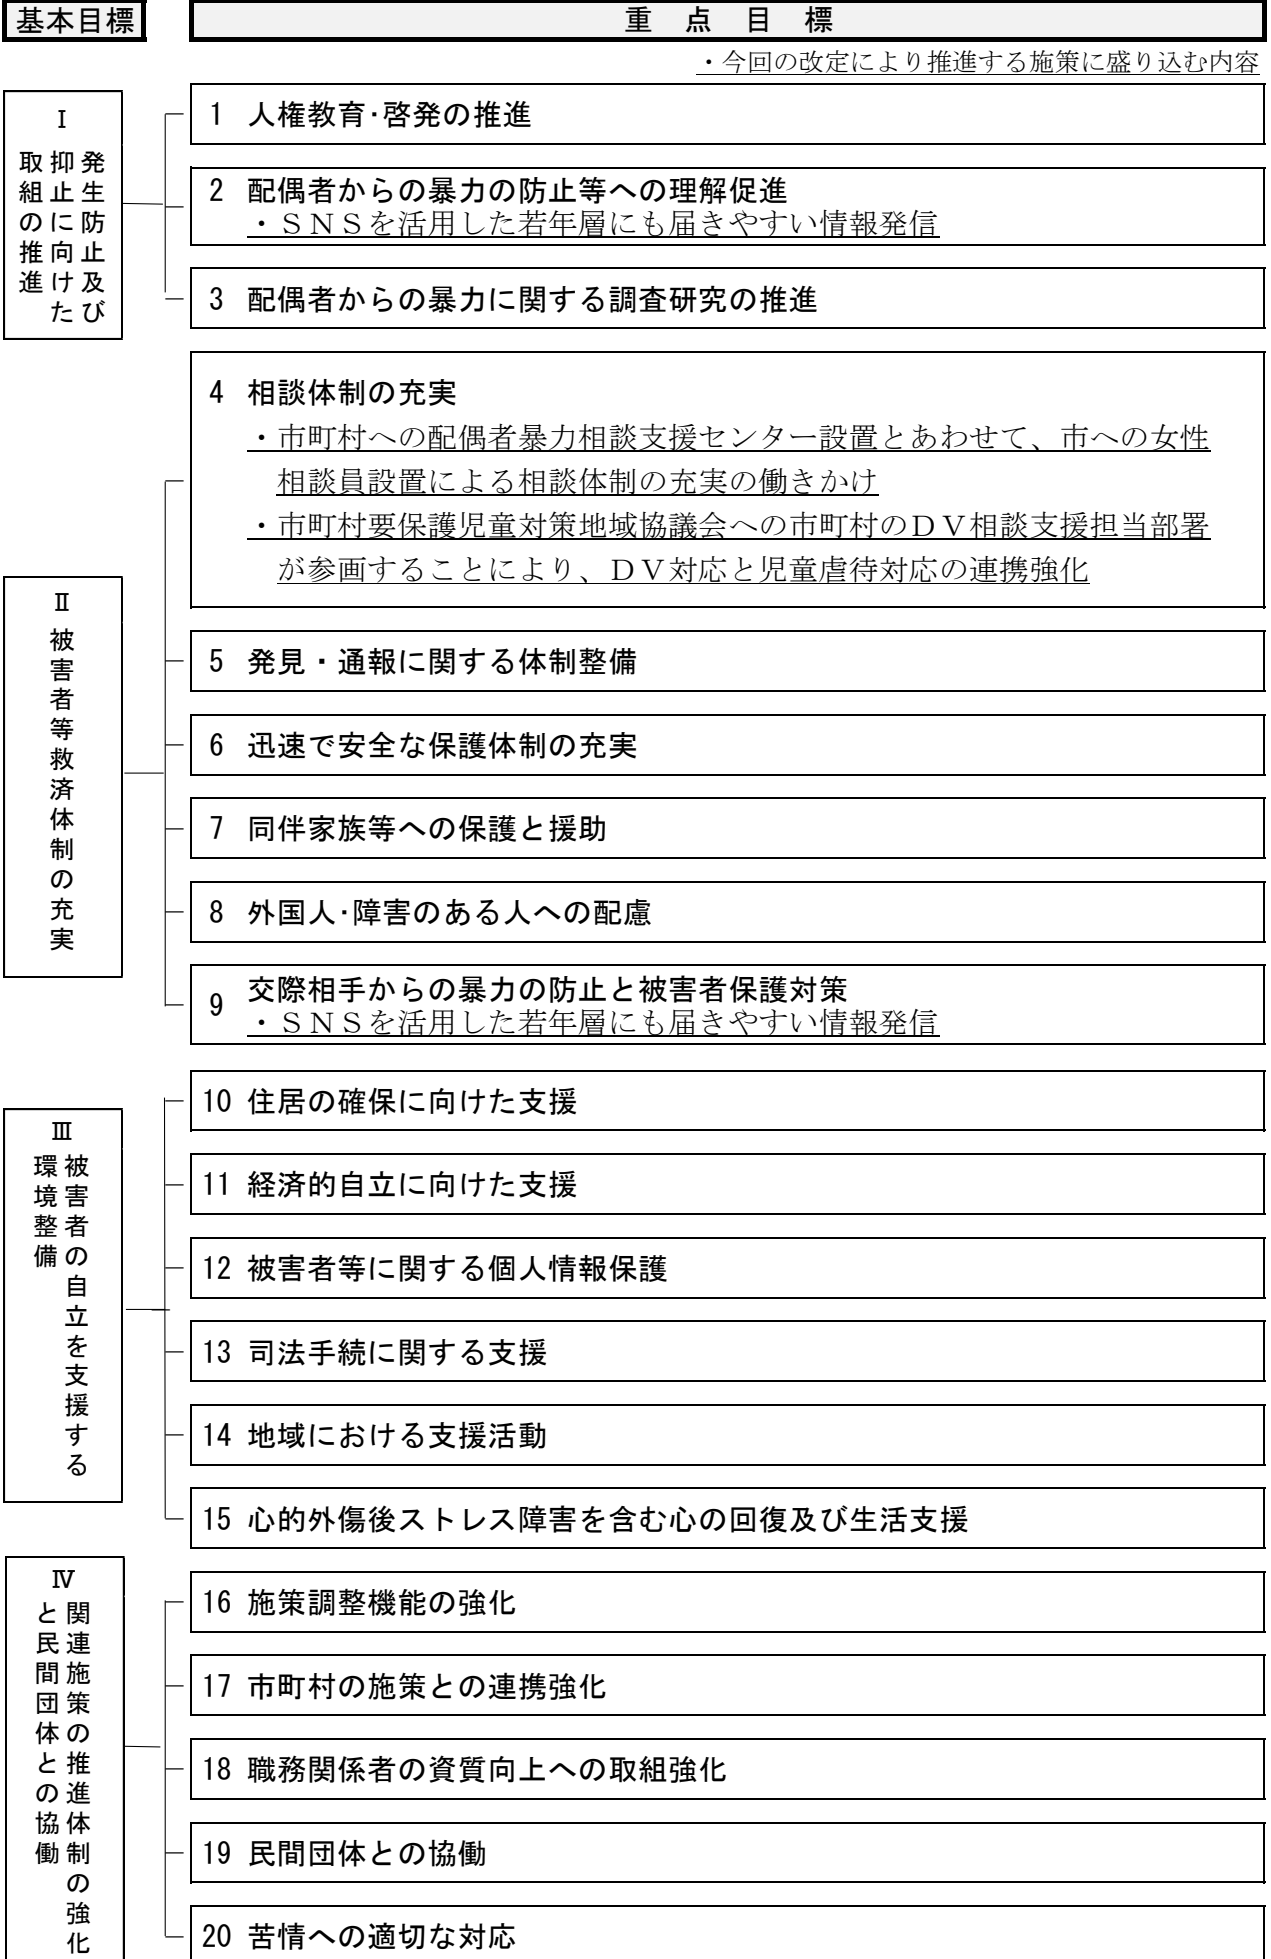 基本目標
重点目標
・今回の改定により推進する施策に盛り込む内容
Ⅰ
発生防止及び
抑止に向けた
取組の推進
1 人権教育･啓発の推進
2 配偶者からの暴力の防止等への理解促進
・ＳＮＳを活用した若年層にも届きやすい情報発信
3 配偶者からの暴力に関する調査研究の推進
Ⅱ
被害者等救済体制の充実
4 相談体制の充実
・市町村への配偶者暴力相談支援センター設置とあわせて、市への女性
相談員設置による相談体制の充実の働きかけ
・市町村要保護児童対策地域協議会への市町村のＤＶ相談支援担当部署
が参画することにより、ＤＶ対応と児童虐待対応の連携強化
5 発見・通報に関する体制整備
6 迅速で安全な保護体制の充実
7 同伴家族等への保護と援助
8 外国人･障害のある人への配慮
9 交際相手からの暴力の防止と被害者保護対策
・ＳＮＳを活用した若年層にも届きやすい情報発信
Ⅲ
被害者の自立を支援する
環境整備
10 住居の確保に向けた支援
11 経済的自立に向けた支援
12 被害者等に関する個人情報保護
13 司法手続に関する支援
14 地域における支援活動
15 心的外傷後ストレス障害を含む心の回復及び生活支援
Ⅳ
関連施策の推進体制の強化
と民間団体との協働
16 施策調整機能の強化
17 市町村の施策との連携強化
18 職務関係者の資質向上への取組強化
19 民間団体との協働
20 苦情への適切な対応